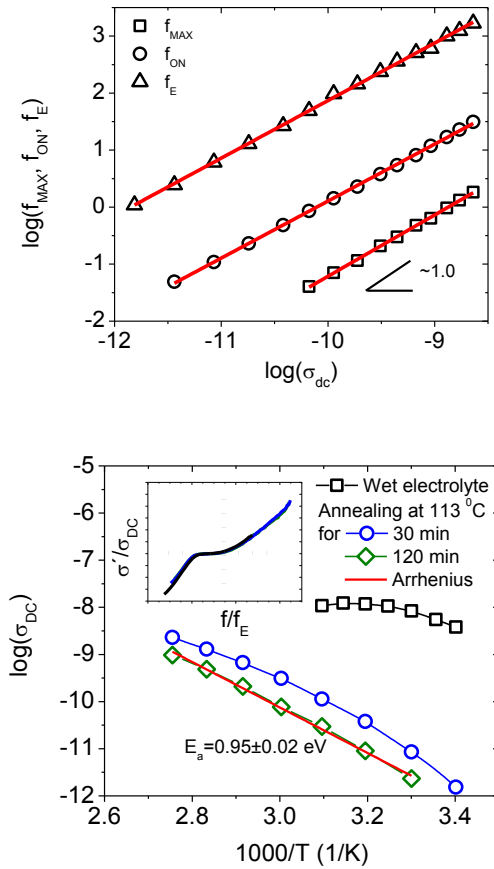 log(f_MAX, f_ON, f_E)
3
2
1
0
-1
-2
f_MAX
f_ON
f_E
~1.0
-12 -11 -10 -9
log(σ_dc)
log(σ_DC)
-5
-6
-7
-8
-9
-10
-11
-12
σ′/σ_DC
f/f_E
Wet electrolyte
Annealing at 113 ⁰C
for 30 min
120 min
Arrhenius
E_a=0.95±0.02 eV
2.6 2.8 3.0 3.2 3.4
1000/T (1/K)